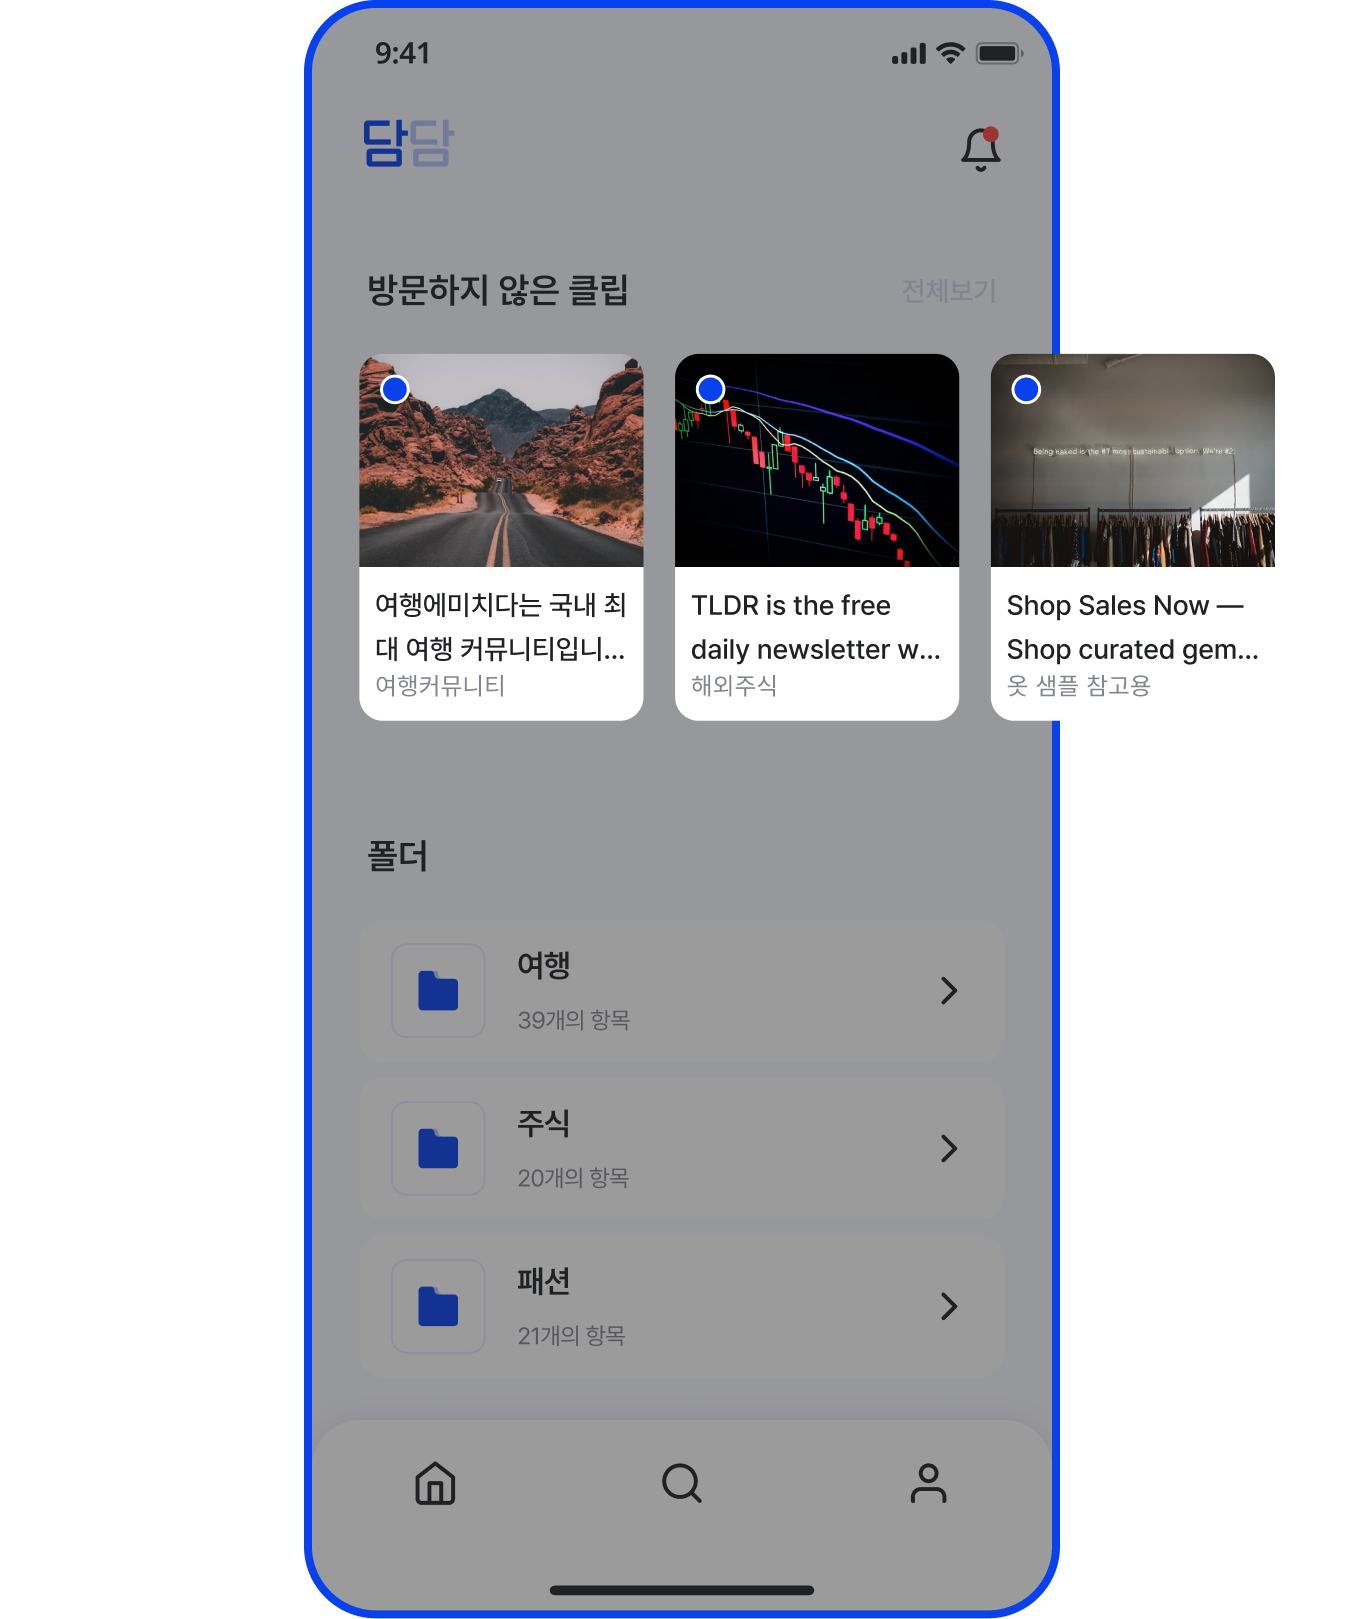 9:41
담담
방문하지 않은 클립
전체보기
Being naked is the #1 most sustainabl option. We're #2.
여행에미치다는 국내 최
대 여행 커뮤니티입니...
여행커뮤니티
TLDR is the free
daily newsletter w...
해외주식
Shop Sales Now —
Shop curated gem...
옷 샘플 참고용
폴더
여행
39개의 항목
주식
20개의 항목
패션
21개의 항목